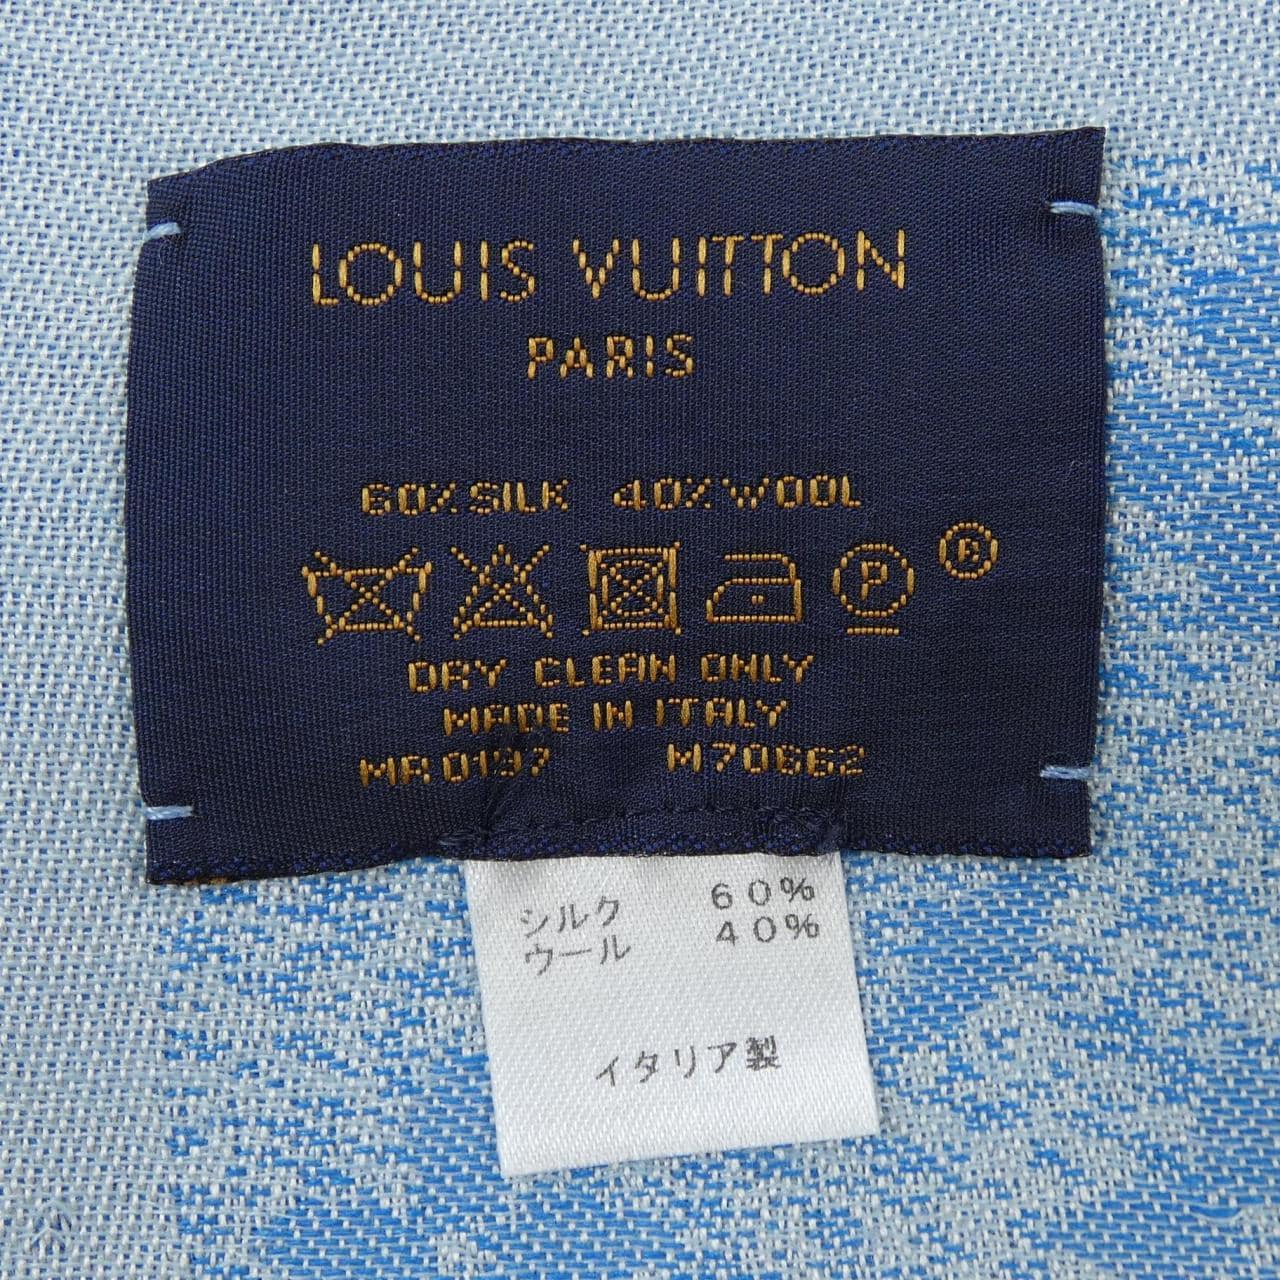 LOUIS VUITTON
PARIS
60% SILK 40% WOOL
P
®
DRY CLEAN ONLY
MADE IN ITALY
MR0197 M70662
シルク 60%
ウール 40%
イタリア製